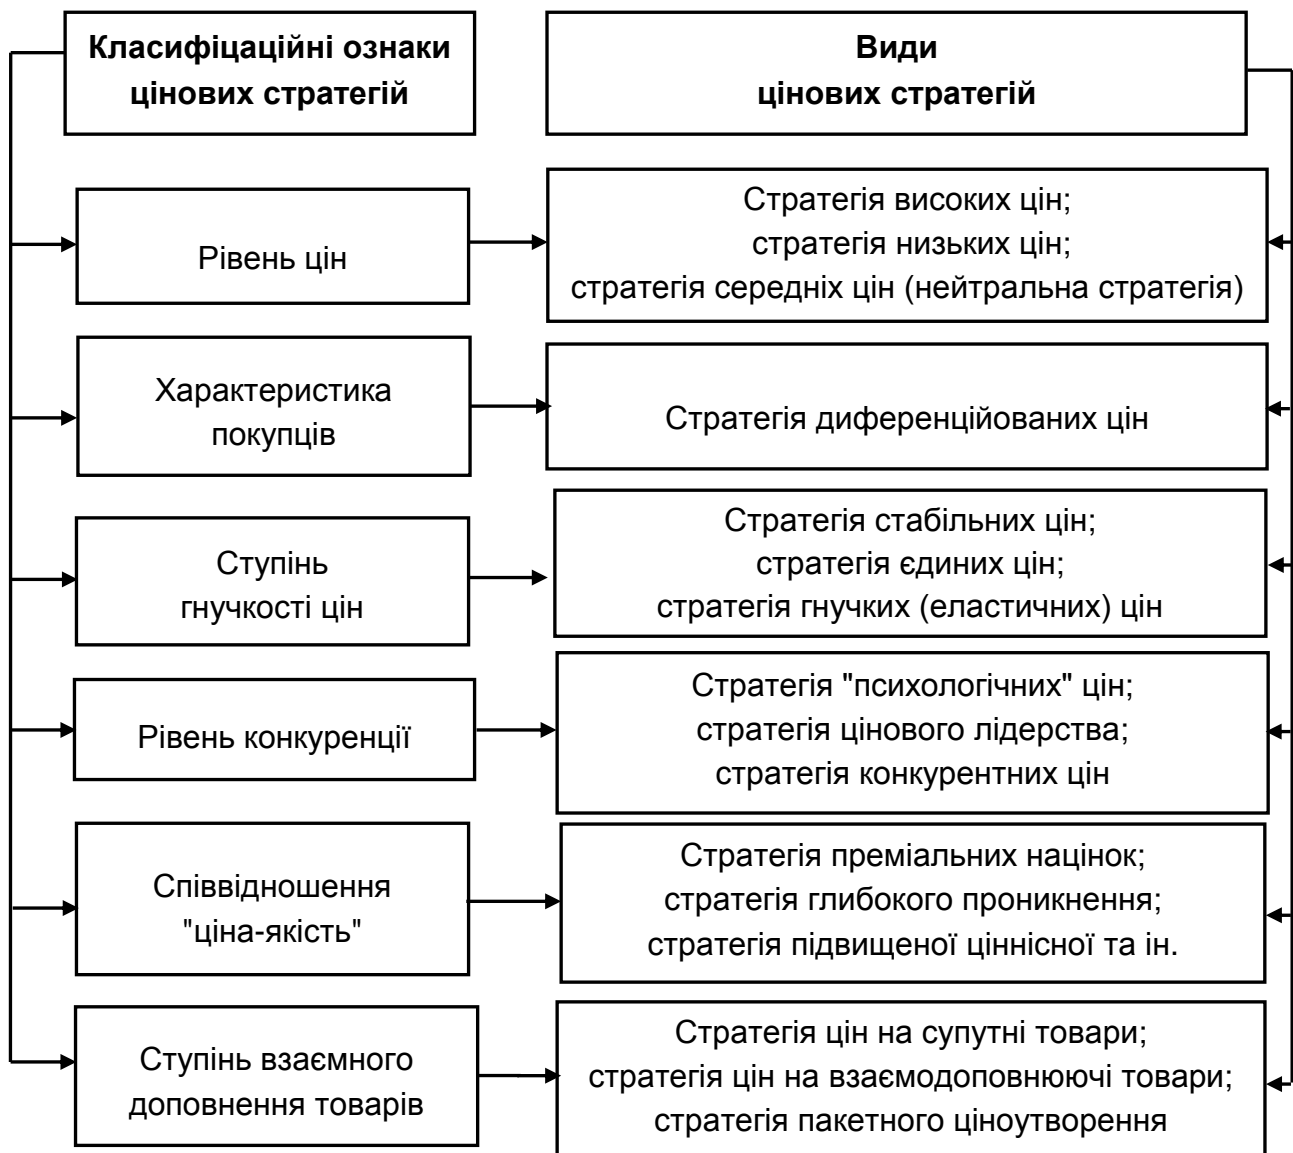 Класифіцаційні ознаки
цінових стратегій
Види
цінових стратегій
Рівень цін
Стратегія високих цін;
стратегія низьких цін;
стратегія середніх цін (нейтральна стратегія)
Характеристика
покупців
Стратегія диференційованих цін
Ступінь
гнучкості цін
Стратегія стабільних цін;
стратегія єдиних цін;
стратегія гнучких (еластичних) цін
Рівень конкуренції
Стратегія "психологічних" цін;
стратегія цінового лідерства;
стратегія конкурентних цін
Співвідношення
"ціна-якість"
Стратегія преміальних націнок;
стратегія глибокого проникнення;
стратегія підвищеної ціннісної та ін.
Ступінь взаємного
доповнення товарів
Стратегія цін на супутні товари;
стратегія цін на взаємодоповнюючі товари;
стратегія пакетного ціноутворення